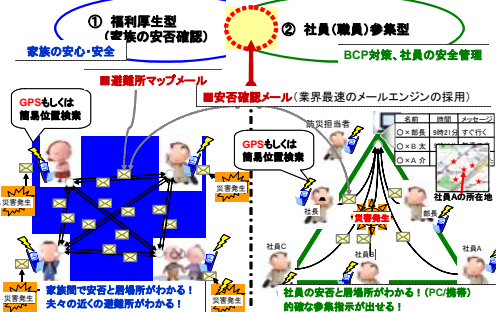 ① 福利厚生型
(家族の安否確認)
② 社員(職員)参集型
家族の安心・安全
BCP対策、社員の安全管理
■避難所マップメール
■安否確認メール(業界最速のメールエンジンの採用)
GPSもしくは
簡易位置検索
防災担当者
GPSもしくは
簡易位置検索
名前 時間 メッセージ
○×部長 9時21分 すぐ行く
○×B 太
○×A 介
社員Aの所在地
災害発生
災害発生
社長
災害発生
部長
社員C
社員B
社員A
災害発生
災害発生
家族間で安否と居場所がわかる!
夫々の近くの避難所がわかる!
社員の安否と居場所がわかる!(PC/携帯)
的確な参集指示が出せる!